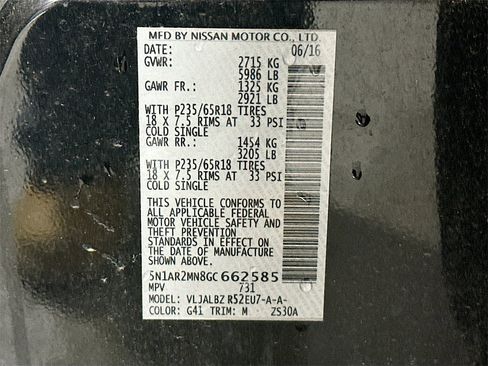 MFD BY NISSAN MOTOR CO., LTD.
DATE: 06/16
GVWR: 2715 KG
5986 LB
GAWR FR.: 1325 KG
2921 LB
WITH P235/65R18 TIRES
18 X 7.5 RIMS AT 33 PSI
COLD SINGLE
GAWR RR.: 1454 KG
3205 LB
WITH P235/65R18 TIRES
18 X 7.5 RIMS AT 33 PSI
COLD SINGLE
THIS VEHICLE CONFORMS TO
ALL APPLICABLE FEDERAL
MOTOR VEHICLE SAFETY AND
THEFT PREVENTION
STANDARDS IN EFFECT ON
THE DATE OF MANUFACTURE
SHOWN ABOVE.
5N1AR2MN8GC662585
MPV 731
MODEL: VLJALBZ R52EU7-A-A-
COLOR: G41 TRIM: M ZS30A